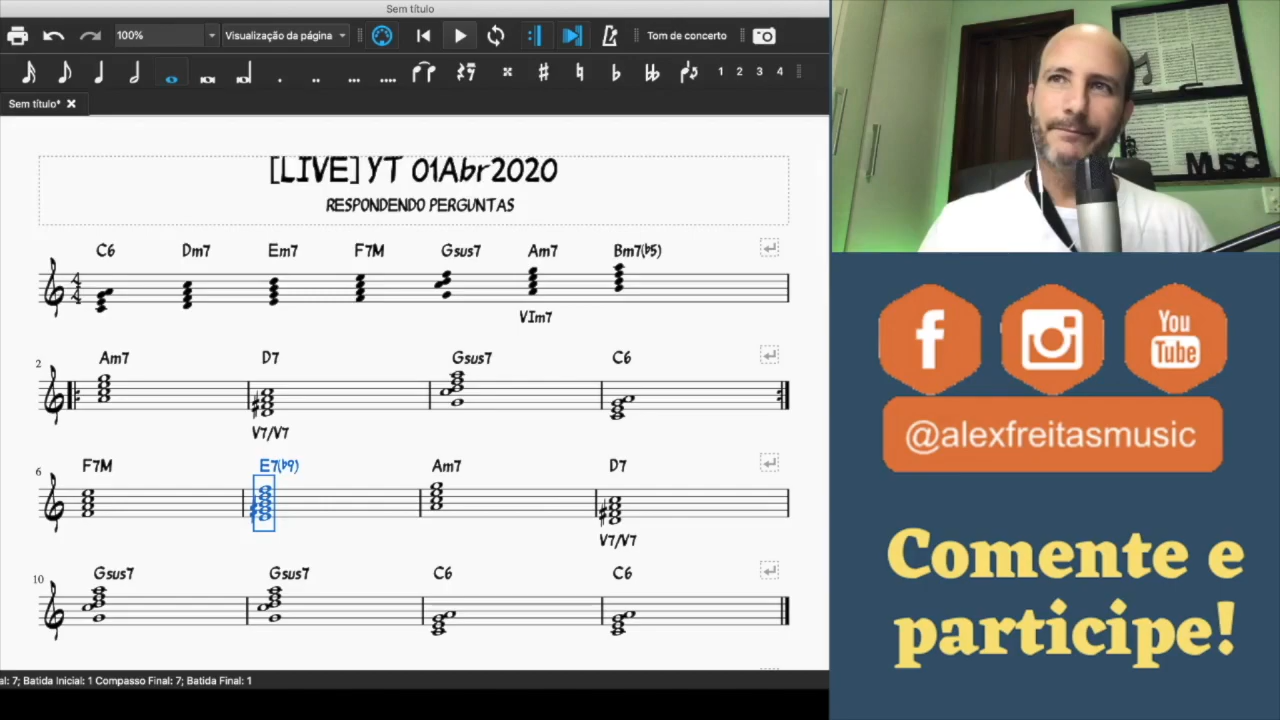 Sem título
100%
Visualização da página
Tom de concerto
1 2 3 4
Sem título*
[LIVE] YT 01Abr2020
RESPONDENDO PERGUNTAS
C6 Dm7 Em7 F7M Gsus7 Am7 Bm7(b5)
4
4
VIm7
2
Am7 D7 Gsus7 C6
V7/V7
6
F7M E7(b9) Am7 D7
V7/V7
10
Gsus7 Gsus7 C6 C6
al: 7; Batida Inicial: 1 Compasso Final: 7; Batida Final: 1
MUSIC
f
You
Tube
@alexfreitasmusic
Comente e
participe!